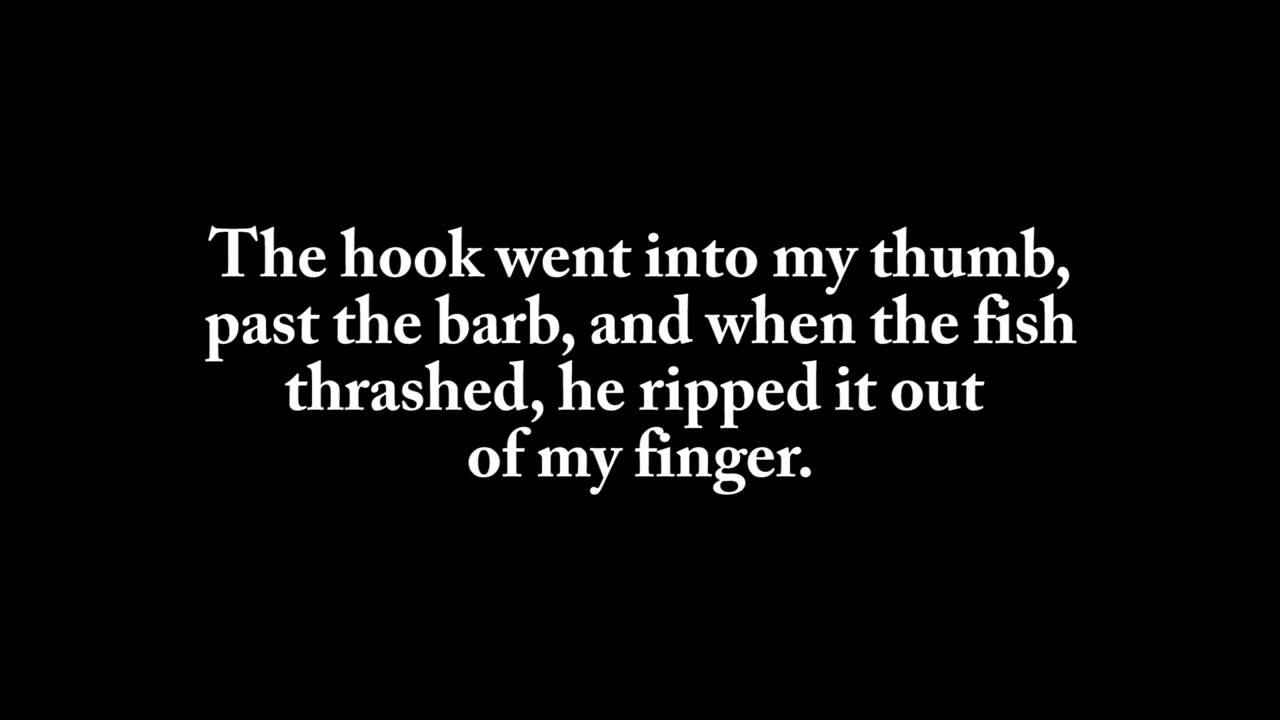 The hook went into my thumb,
past the barb, and when the fish
thrashed, he ripped it out
of my finger.